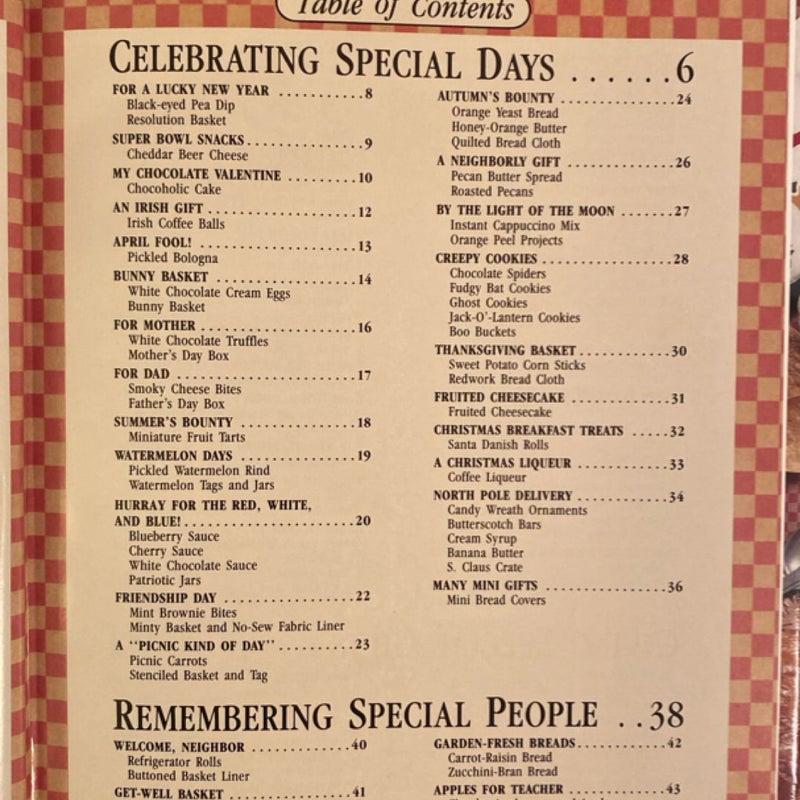 Table of Contents
CELEBRATING SPECIAL DAYS ......6
FOR A LUCKY NEW YEAR ..........8
Black-eyed Pea Dip
Resolution Basket
SUPER BOWL SNACKS.............9
Cheddar Beer Cheese
MY CHOCOLATE VALENTINE ........10
Chocoholic Cake
AN IRISH GIFT ..................12
Irish Coffee Balls
APRIL FOOL! ...................13
Pickled Bologna
BUNNY BASKET .................14
White Chocolate Cream Eggs
Bunny Basket
FOR MOTHER ...................16
White Chocolate Truffles
Mother's Day Box
FOR DAD ......................17
Smoky Cheese Bites
Father's Day Box
SUMMER'S BOUNTY ..............18
Miniature Fruit Tarts
WATERMELON DAYS ..............19
Pickled Watermelon Rind
Watermelon Tags and Jars
HURRAY FOR THE RED, WHITE,
AND BLUE!.....................20
Blueberry Sauce
Cherry Sauce
White Chocolate Sauce
Patriotic Jars
FRIENDSHIP DAY ................22
Mint Brownie Bites
Minty Basket and No-Sew Fabric Liner
A "PICNIC KIND OF DAY"..........23
Picnic Carrots
Stenciled Basket and Tag
AUTUMN'S BOUNTY ..............24
Orange Yeast Bread
Honey-Orange Butter
Quilted Bread Cloth
A NEIGHBORLY GIFT .............26
Pecan Butter Spread
Roasted Pecans
BY THE LIGHT OF THE MOON .......27
Instant Cappuccino Mix
Orange Peel Projects
CREEPY COOKIES ................28
Chocolate Spiders
Fudgy Bat Cookies
Ghost Cookies
Jack-O'-Lantern Cookies
Boo Buckets
THANKSGIVING BASKET............30
Sweet Potato Corn Sticks
Redwork Bread Cloth
FRUITED CHEESECAKE ............31
Fruited Cheesecake
CHRISTMAS BREAKFAST TREATS .....32
Santa Danish Rolls
A CHRISTMAS LIQUEUR ............33
Coffee Liqueur
NORTH POLE DELIVERY ............34
Candy Wreath Ornaments
Butterscotch Bars
Cream Syrup
Banana Butter
S. Claus Crate
MANY MINI GIFTS ................36
Mini Bread Covers
REMEMBERING SPECIAL PEOPLE ..38
WELCOME, NEIGHBOR .............40
Refrigerator Rolls
Buttoned Basket Liner
GET-WELL BASKET ................41
GARDEN-FRESH BREADS............42
Carrot-Raisin Bread
Zucchini-Bran Bread
APPLES FOR TEACHER .............43